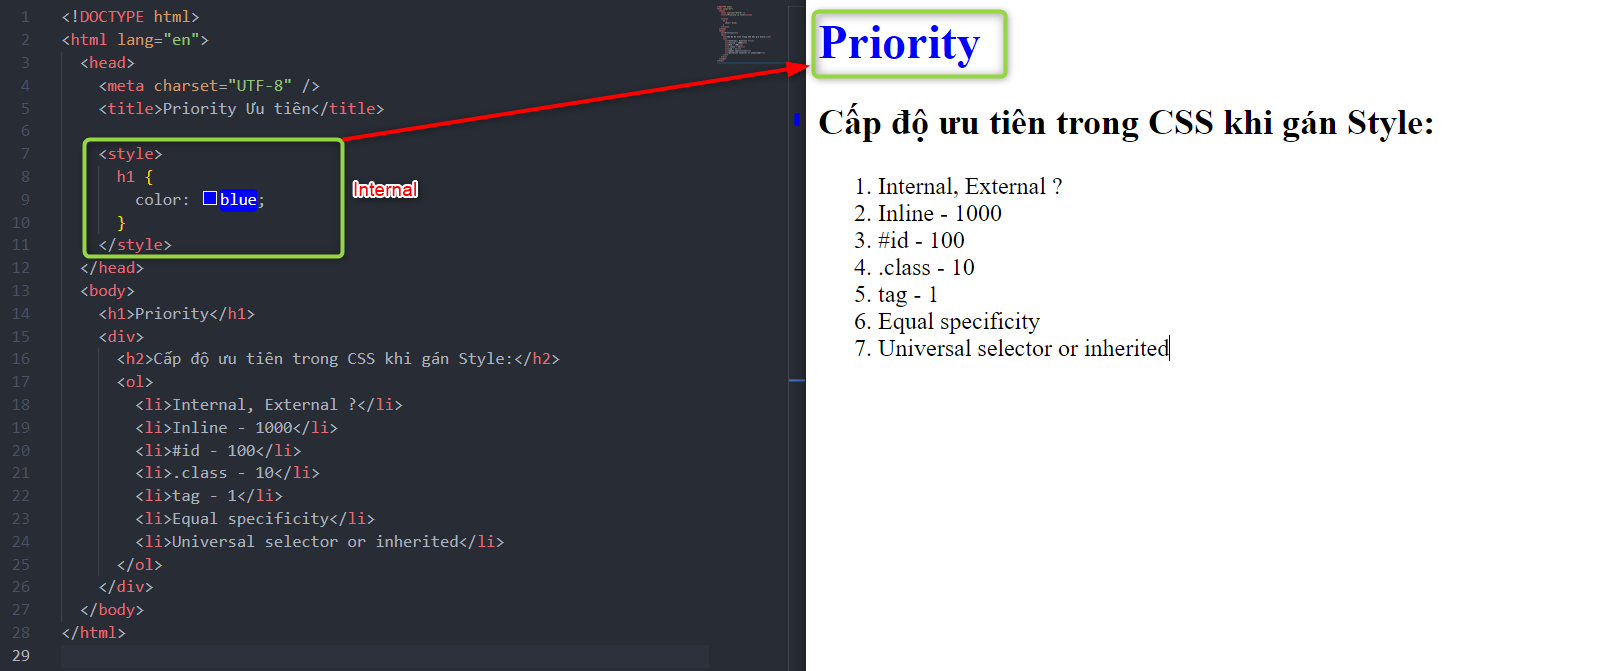 1 <!DOCTYPE html>
2 <html lang="en">
3 <head>
4 <meta charset="UTF-8" />
5 <title>Priority Ưu tiên</title>
6
7 <style>
8 h1 {
9 color: blue;
10 }
11 </style>
12 </head>
13 <body>
14 <h1>Priority</h1>
15 <div>
16 <h2>Cấp độ ưu tiên trong CSS khi gán Style:</h2>
17 <ol>
18 <li>Internal, External ?</li>
19 <li>Inline - 1000</li>
20 <li>#id - 100</li>
21 <li>.class - 10</li>
22 <li>tag - 1</li>
23 <li>Equal specificity</li>
24 <li>Universal selector or inherited</li>
25 </ol>
26 </div>
27 </body>
28 </html>
29
Internal
Priority
Cấp độ ưu tiên trong CSS khi gán Style:
1. Internal, External ?
2. Inline - 1000
3. #id - 100
4. .class - 10
5. tag - 1
6. Equal specificity
7. Universal selector or inherited